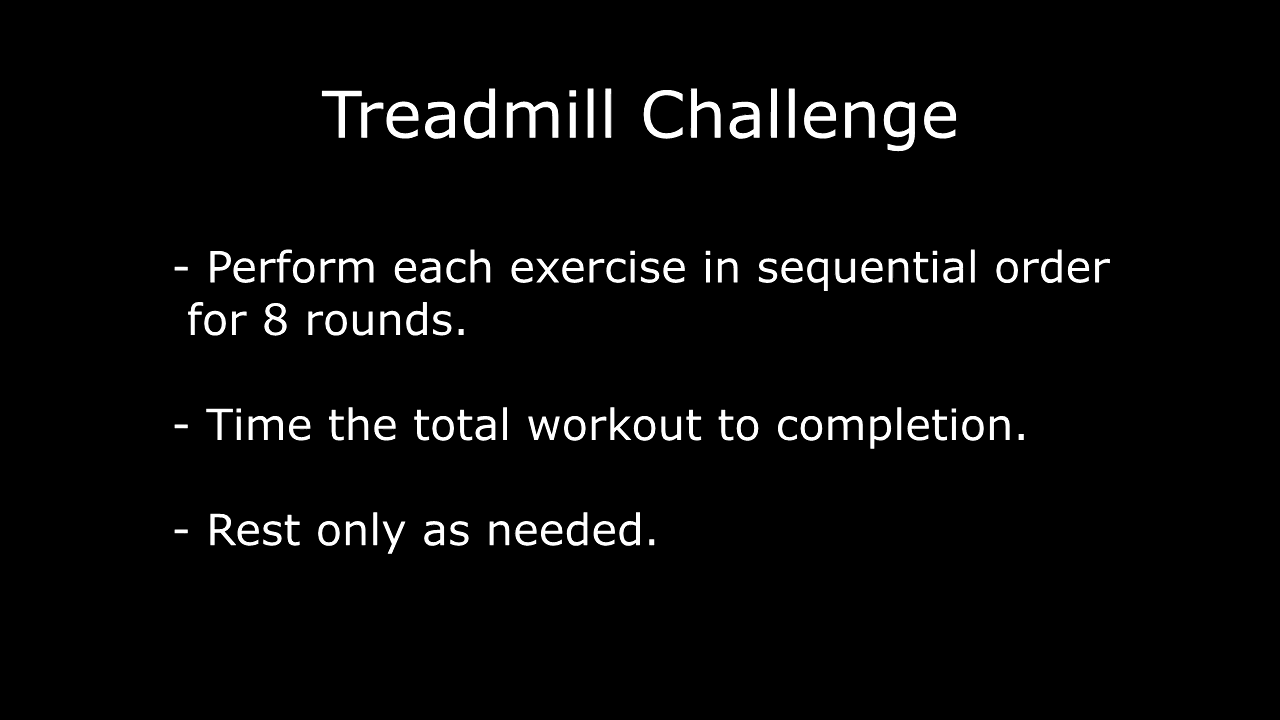 Treadmill Challenge
- Perform each exercise in sequential order
for 8 rounds.
- Time the total workout to completion.
- Rest only as needed.